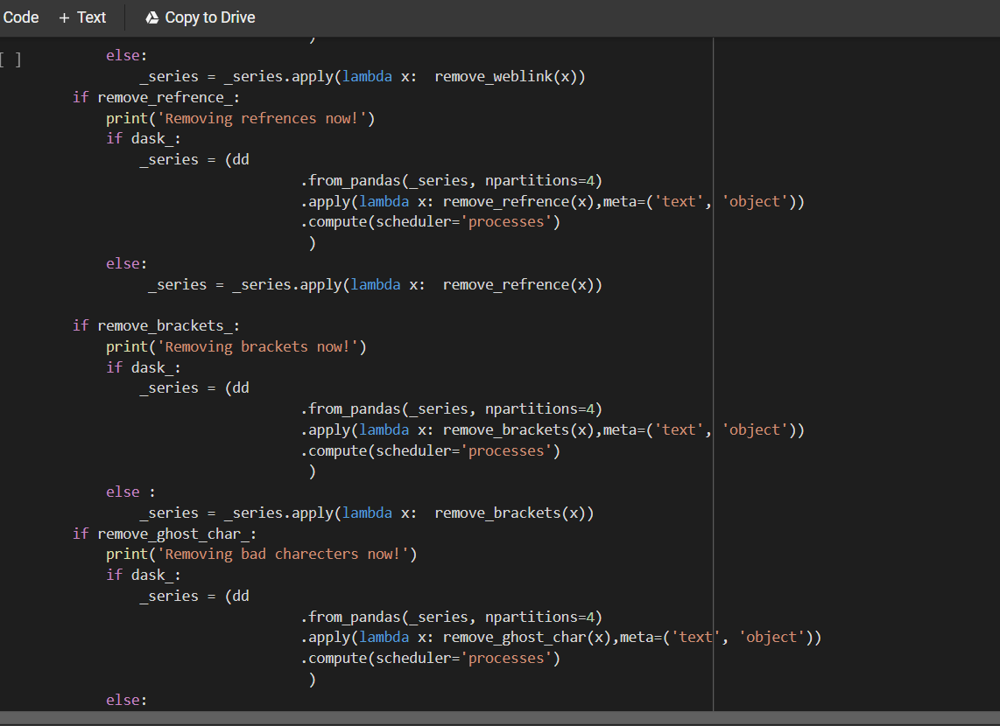 Code + Text Copy to Drive
)
[ ]
else:
_series = _series.apply(lambda x:  remove_weblink(x))
if remove_refrence_:
print('Removing refrences now!')
if dask_:
_series = (dd
.from_pandas(_series, npartitions=4)
.apply(lambda x: remove_refrence(x),meta=('text', 'object'))
.compute(scheduler='processes')
)
else:
_series = _series.apply(lambda x:  remove_refrence(x))
if remove_brackets_:
print('Removing brackets now!')
if dask_:
_series = (dd
.from_pandas(_series, npartitions=4)
.apply(lambda x: remove_brackets(x),meta=('text', 'object'))
.compute(scheduler='processes')
)
else :
_series = _series.apply(lambda x:  remove_brackets(x))
if remove_ghost_char_:
print('Removing bad charecters now!')
if dask_:
_series = (dd
.from_pandas(_series, npartitions=4)
.apply(lambda x: remove_ghost_char(x),meta=('text', 'object'))
.compute(scheduler='processes')
)
else: